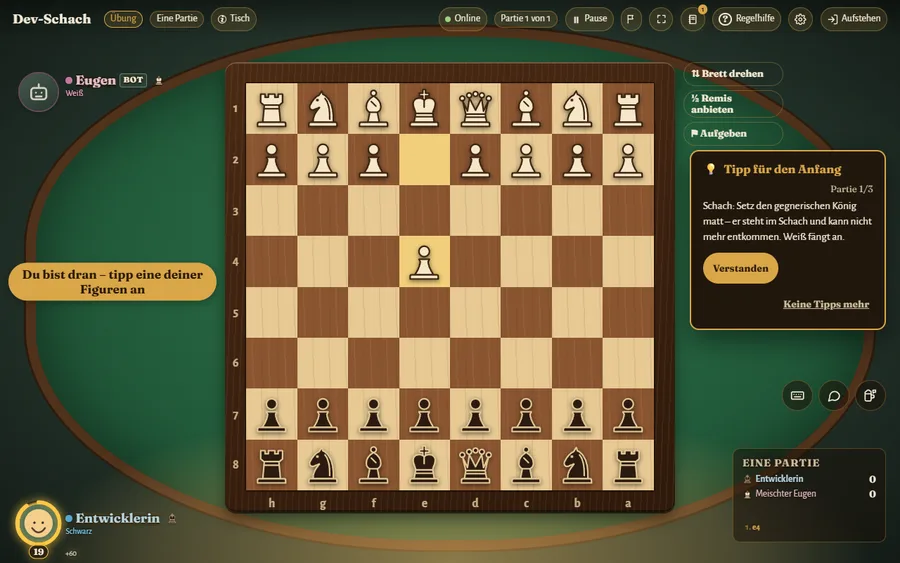 Dev-Schach Übung Eine Partie Tisch Online Partie 1 von 1 Pause 1 Regelhilfe Aufstehen
Eugen BOT
Weiß
Brett drehen
½ Remis anbieten
Aufgeben
Tipp für den Anfang
Partie 1/3
Schach: Setz den gegnerischen König
matt – er steht im Schach und kann nicht
mehr entkommen. Weiß fängt an.
Verstanden
Keine Tipps mehr
Du bist dran – tipp eine deiner
Figuren an
1
2
3
4
5
6
7
8
h g f e d c b a
EINE PARTIE
Entwicklerin 0
Meischter Eugen 0
1. e4
Entwicklerin
Schwarz
19
+60